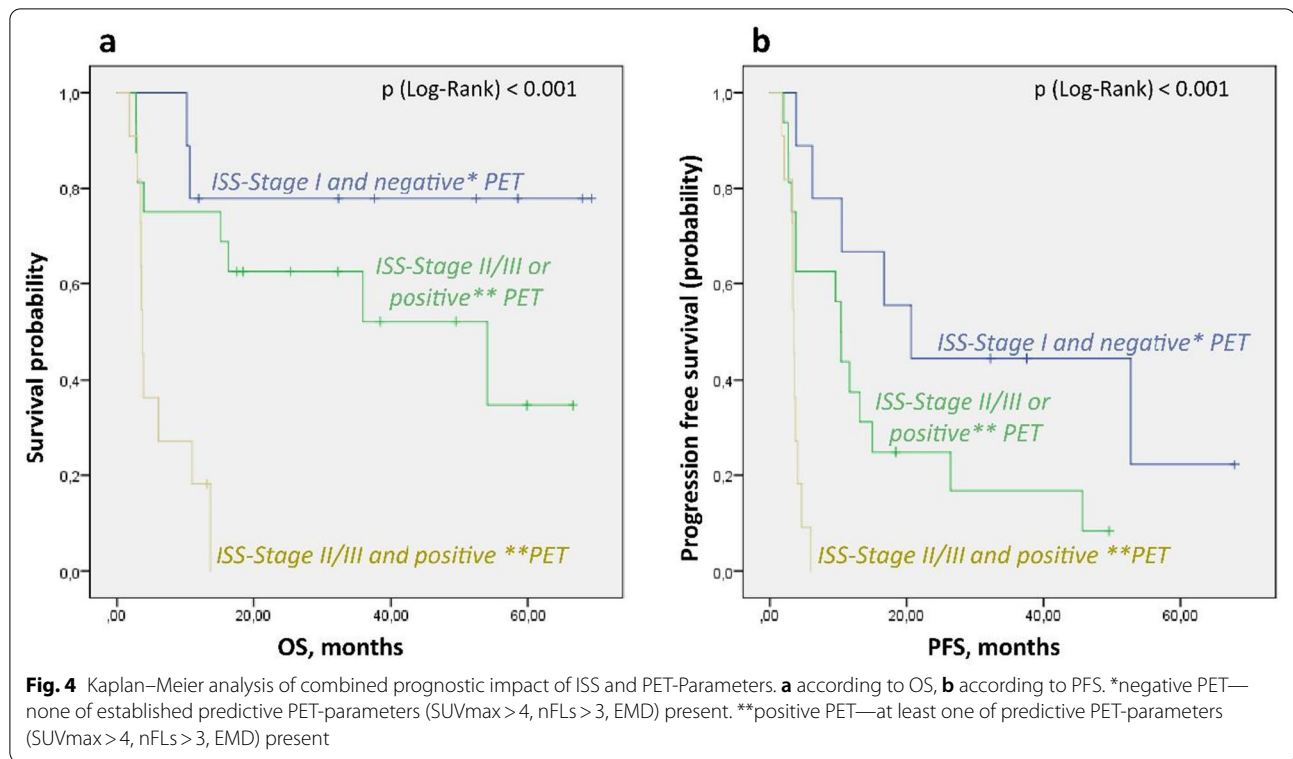 a
p (Log-Rank) < 0.001
1,0
0,8
0,6
0,4
0,2
0,0
Survival probability
ISS-Stage I and negative* PET
ISS-Stage II/III or
positive** PET
ISS-Stage II/III and positive **PET
,00
20,00
40,00
60,00
OS, months
b
p (Log-Rank) < 0.001
1,0
0,8
0,6
0,4
0,2
0,0
Progression free survival (probability)
ISS-Stage I and negative* PET
ISS-Stage II/III or
positive** PET
ISS-Stage II/III and positive **PET
,00
20,00
40,00
60,00
PFS, months
Fig. 4 Kaplan–Meier analysis of combined prognostic impact of ISS and PET-Parameters. a according to OS, b according to PFS. *negative PET—
none of established predictive PET-parameters (SUVmax > 4, nFLs > 3, EMD) present. **positive PET—at least one of predictive PET-parameters
(SUVmax > 4, nFLs > 3, EMD) present